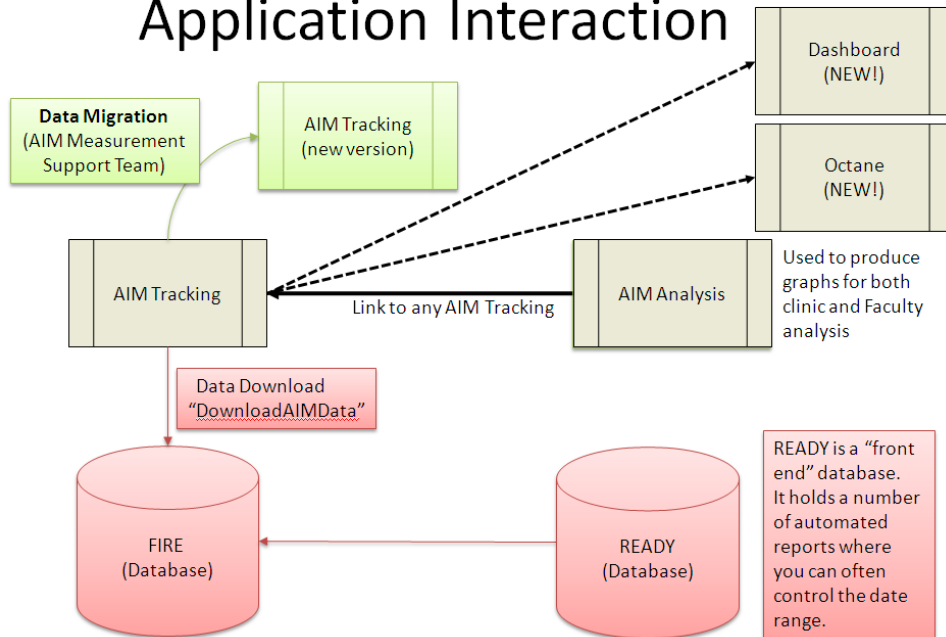 Application Interaction
Dashboard
(NEW!)
Data Migration
(AIM Measurement
Support Team)
AIM Tracking
(new version)
Octane
(NEW!)
AIM Tracking
Link to any AIM Tracking
AIM Analysis
Used to produce
graphs for both
clinic and Faculty
analysis
Data Download
“DownloadAIMData”
FIRE
(Database)
READY
(Database)
READY is a “front
end” database.
It holds a number
of automated
reports where
you can often
control the date
range.